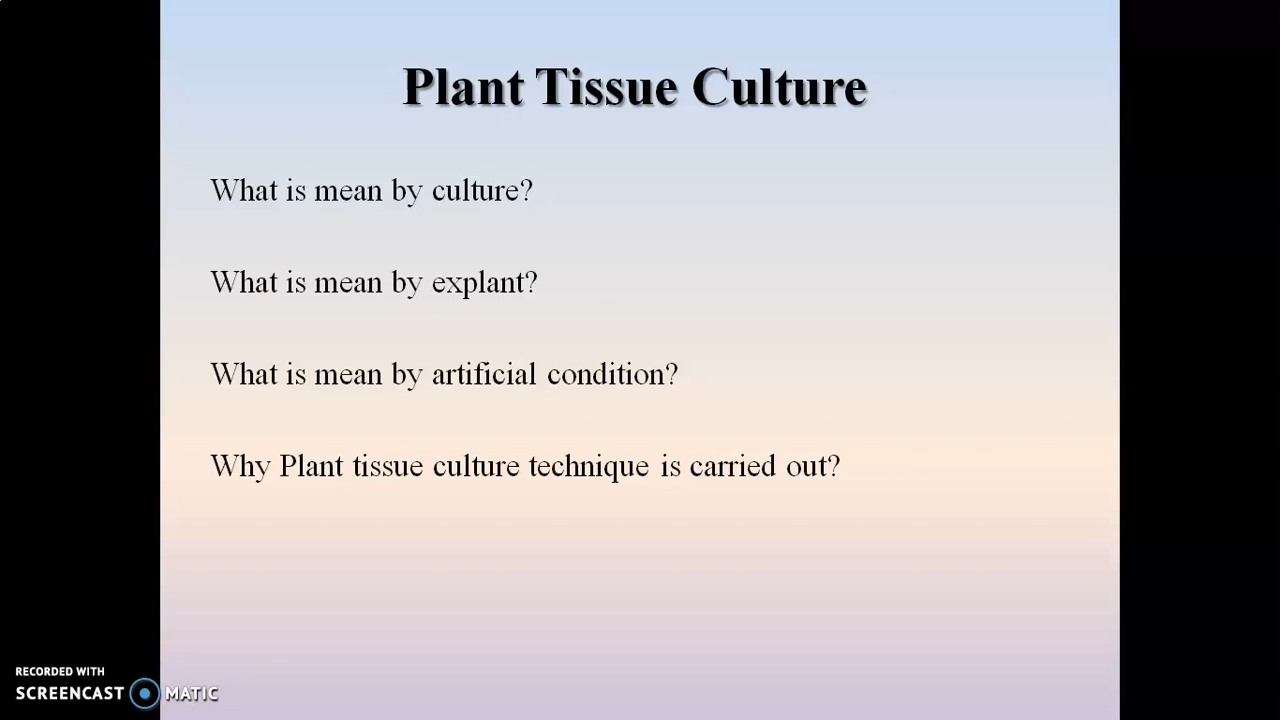 Plant Tissue Culture
What is mean by culture?
What is mean by explant?
What is mean by artificial condition?
Why Plant tissue culture technique is carried out?
RECORDED WITH
SCREENCAST MATIC